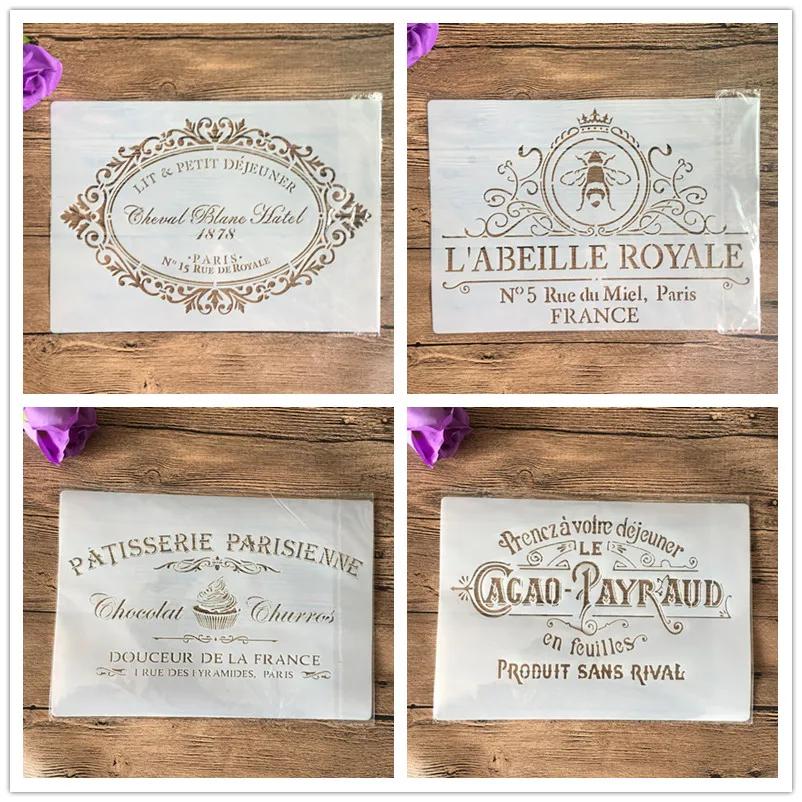 LIT & PETIT DÉJEUNER
Cheval Blanc Hatel
1878
·PARIS·
Nº 15 RUE DE ROYALE
L'ABEILLE ROYALE
Nº 5 Rue du Miel, Paris
FRANCE
PATISSERIE PARISIENNE
Chocolat Churros
DOUCEUR DE LA FRANCE
1 RUE DES PYRAMIDES, PARIS
Prenez à votre déjeuner
LE
CACAO-PAYRAUD
en feuilles
PRODUIT SANS RIVAL